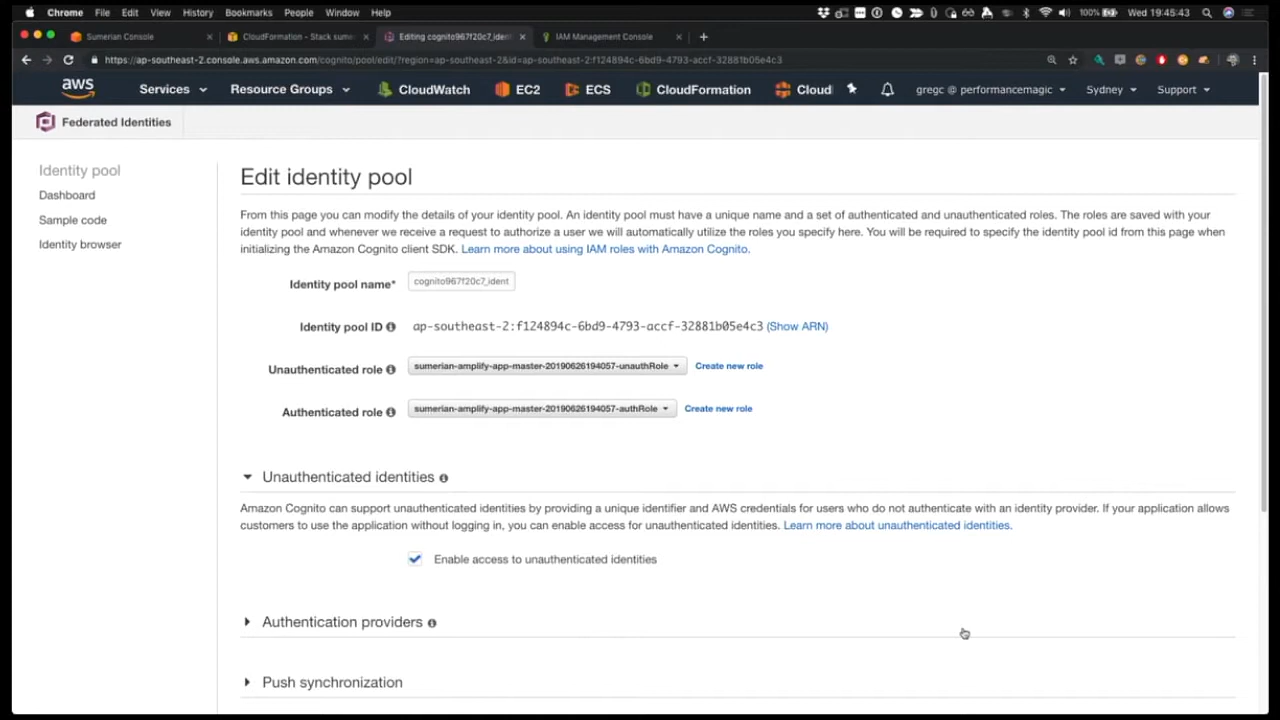 Chrome File Edit View History Bookmarks People Window Help 100% Wed 19:45:43
Sumerian Console × CloudFormation - Stack sume × Editing cognito967f20c7_ident × IAM Management Console × +
https://ap-southeast-2.console.aws.amazon.com/cognito/pool/edit/?region=ap-southeast-2&id=ap-southeast-2:f124894c-6bd9-4793-accf-32881b05e4c3
aws Services Resource Groups CloudWatch EC2 ECS CloudFormation Cloud gregc @ performancemagic Sydney Support
Federated Identities
Identity pool
Dashboard
Sample code
Identity browser
Edit identity pool
From this page you can modify the details of your identity pool. An identity pool must have a unique name and a set of authenticated and unauthenticated roles. The roles are saved with your
identity pool and whenever we receive a request to authorize a user we will automatically utilize the roles you specify here. You will be required to specify the identity pool id from this page when
initializing the Amazon Cognito client SDK. Learn more about using IAM roles with Amazon Cognito.
Identity pool name* cognito967f20c7_ident
Identity pool ID ap-southeast-2:f124894c-6bd9-4793-accf-32881b05e4c3 (Show ARN)
Unauthenticated role sumerian-amplify-app-master-20190626194057-unauthRole Create new role
Authenticated role sumerian-amplify-app-master-20190626194057-authRole Create new role
Unauthenticated identities
Amazon Cognito can support unauthenticated identities by providing a unique identifier and AWS credentials for users who do not authenticate with an identity provider. If your application allows
customers to use the application without logging in, you can enable access for unauthenticated identities. Learn more about unauthenticated identities.
Enable access to unauthenticated identities
Authentication providers
Push synchronization